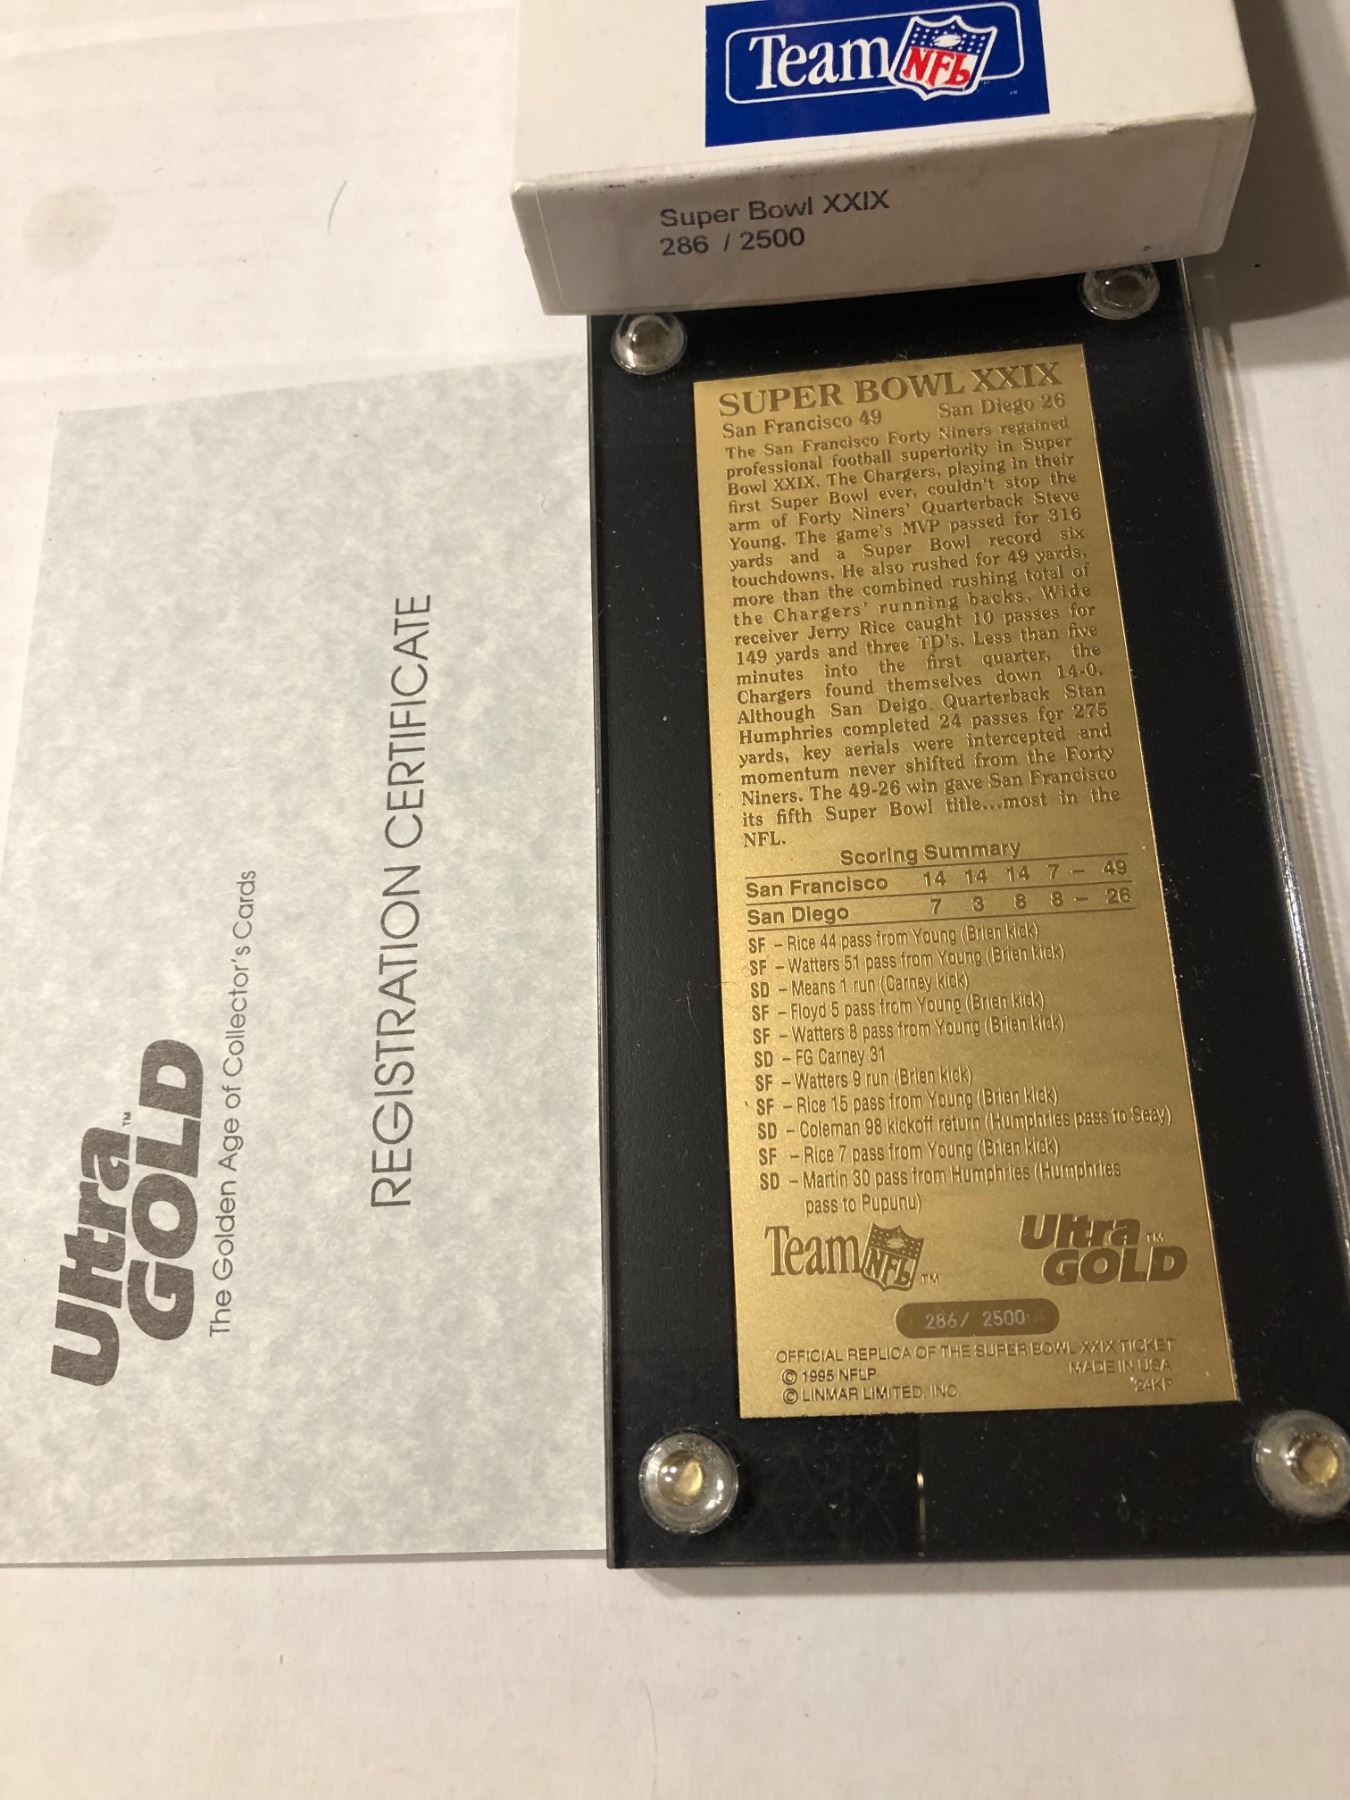 Team NFL
Super Bowl XXIX
286 / 2500
SUPER BOWL XXIX
San Francisco 49 San Diego 26
The San Francisco Forty Niners regained
professional football superiority in Super
Bowl XXIX. The Chargers, playing in their
first Super Bowl ever, couldn't stop the
arm of Forty Niners' Quarterback Steve
Young. The game's MVP passed for 316
yards and a Super Bowl record six
touchdowns. He also rushed for 49 yards,
more than the combined rushing total of
the Chargers' running backs. Wide
receiver Jerry Rice caught 10 passes for
149 yards and three TD's. Less than five
minutes into the first quarter, the
Chargers found themselves down 14-0.
Although San Deigo Quarterback Stan
Humphries completed 24 passes for 275
yards, key aerials were intercepted and
momentum never shifted from the Forty
Niners. The 49-26 win gave San Francisco
its fifth Super Bowl title...most in the
NFL.
Scoring Summary
San Francisco 14 14 14 7 – 49
San Diego 7 3 8 8 – 26
SF – Rice 44 pass from Young (Brien kick)
SF – Watters 51 pass from Young (Brien kick)
SD – Means 1 run (Carney kick)
SF – Floyd 5 pass from Young (Brien kick)
SF – Watters 8 pass from Young (Brien kick)
SD – FG Carney 31
SF – Watters 9 run (Brien kick)
SF – Rice 15 pass from Young (Brien kick)
SD – Coleman 98 kickoff return (Humphries pass to Seay)
SF – Rice 7 pass from Young (Brien kick)
SD – Martin 30 pass from Humphries (Humphries
pass to Pupunu)
Team NFL TM
Ultra TM
GOLD
286/ 2500
OFFICIAL REPLICA OF THE SUPER BOWL XXIX TICKET
© 1995 NFLP MADE IN USA
© LINMAR LIMITED, INC. 24KP
Ultra
GOLD TM
The Golden Age of Collector's Cards
REGISTRATION CERTIFICATE